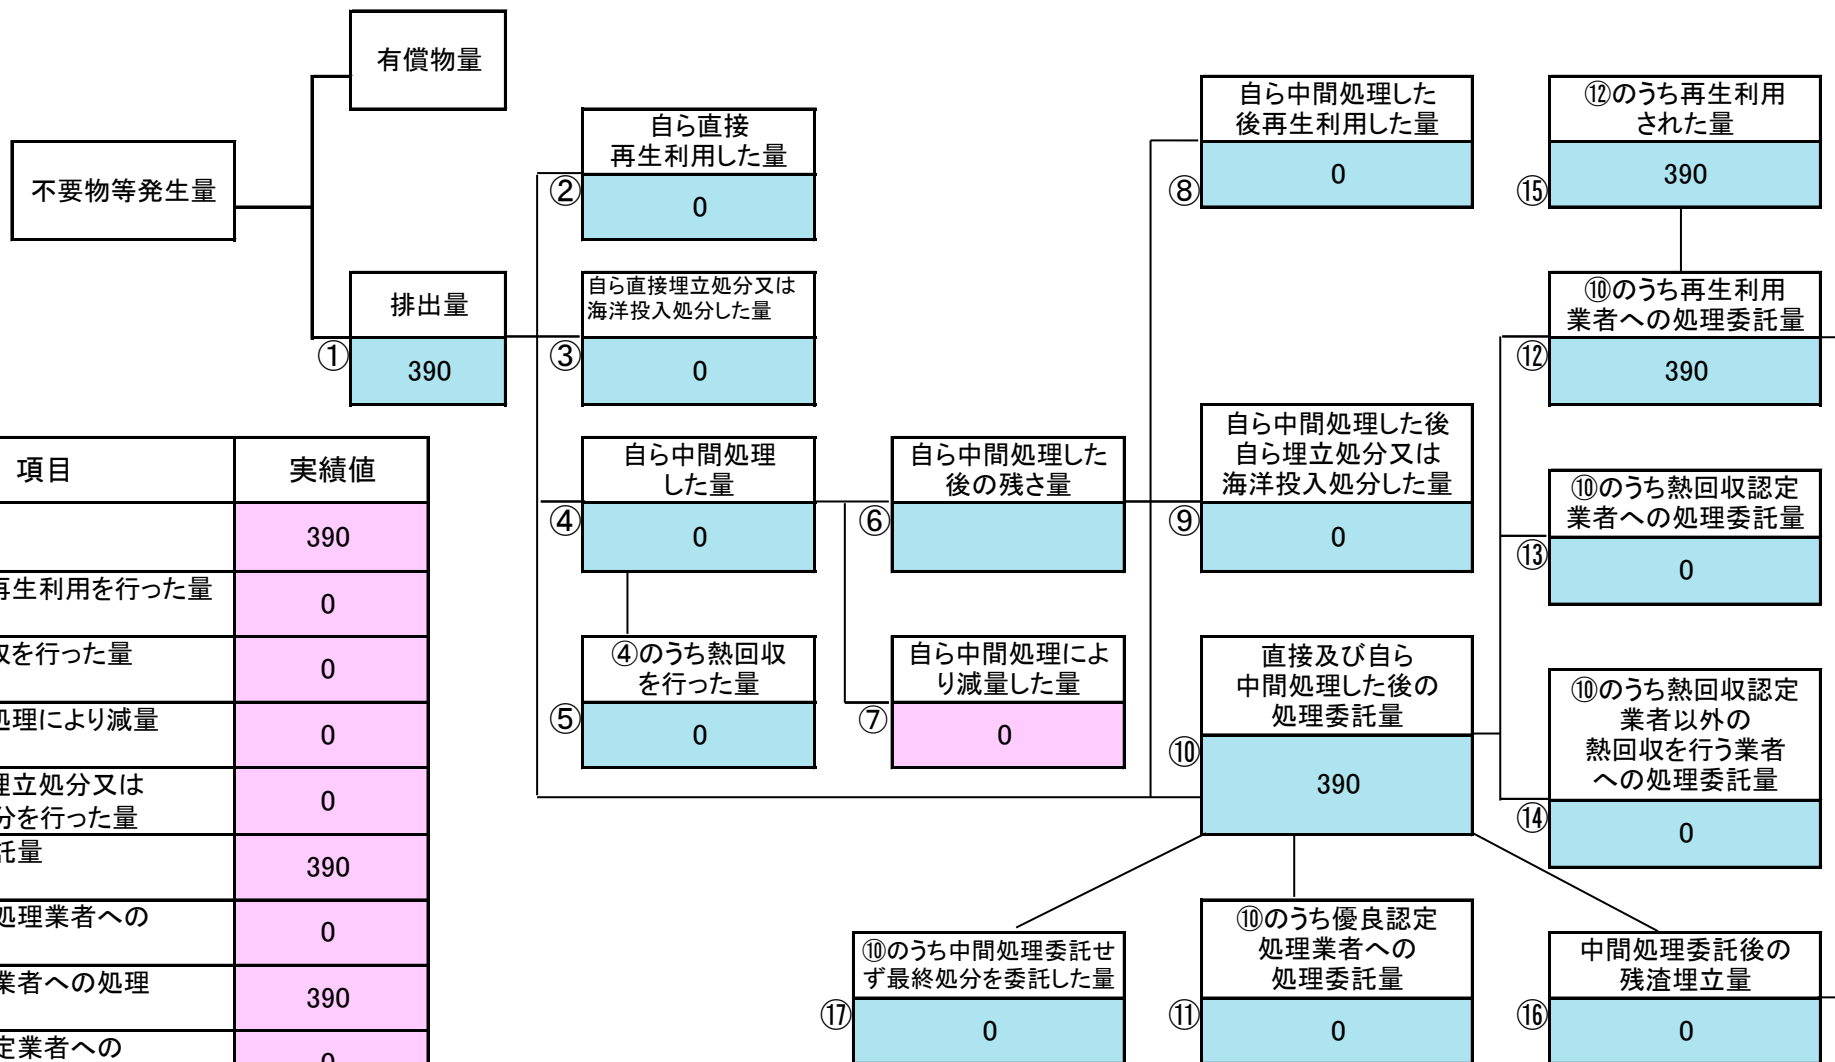 有償物量
不要物等発生量
排出量
①
390
自ら直接
再生利用した量
②
0
自ら直接埋立処分又は
海洋投入処分した量
③
0
自ら中間処理
した量
④
0
④のうち熱回収
を行った量
⑤
0
自ら中間処理した
後の残さ量
⑥
自ら中間処理によ
り減量した量
⑦
0
自ら中間処理した
後再生利用した量
⑧
0
自ら中間処理した後
自ら埋立処分又は
海洋投入処分した量
⑨
0
直接及び自ら
中間処理した後の
処理委託量
⑩
390
⑩のうち優良認定
処理業者への
処理委託量
⑪
0
⑫のうち再生利用
された量
⑮
390
⑩のうち再生利用
業者への処理委託量
⑫
390
⑩のうち熱回収認定
業者への処理委託量
⑬
0
⑩のうち熱回収認定
業者以外の
熱回収を行う業者
への処理委託量
⑭
0
中間処理委託後の
残渣埋立量
⑯
0
⑩のうち中間処理委託せ
ず最終処分を委託した量
⑰
0
項目 実績値
390
再生利用を行った量 0
を行った量 0
処理により減量 0
埋立処分又は
分を行った量 0
託量 390
処理業者への 0
業者への処理 390
定業者への 0